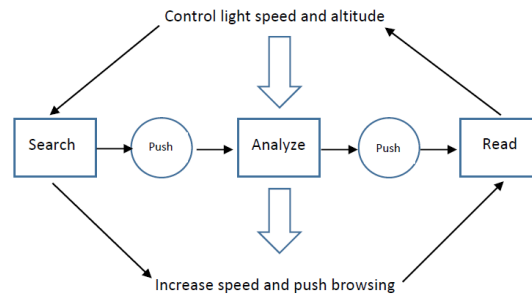 Control light speed and altitude
Search
Push
Analyze
Push
Read
Increase speed and push browsing